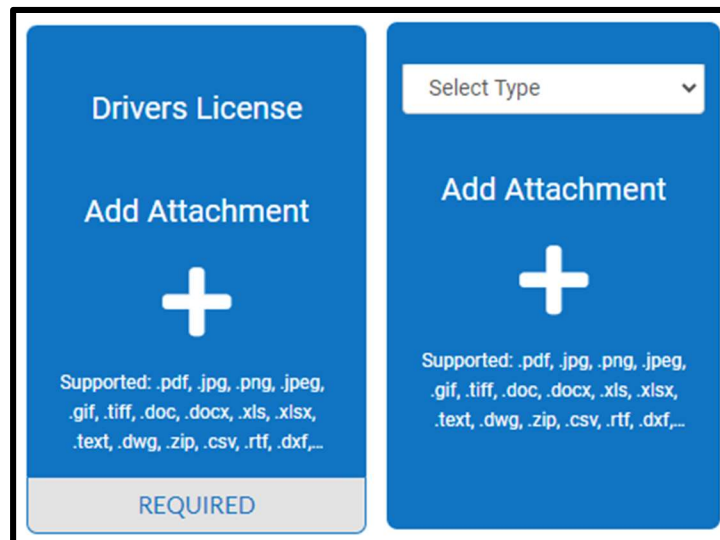 Drivers License
Add Attachment
Supported: .pdf, .jpg, .png, .jpeg,
.gif, .tiff, .doc, .docx, .xls, .xlsx,
.text, .dwg, .zip, .csv, .rtf, .dxf,...
REQUIRED
Select Type
Add Attachment
Supported: .pdf, .jpg, .png, .jpeg,
.gif, .tiff, .doc, .docx, .xls, .xlsx,
.text, .dwg, .zip, .csv, .rtf, .dxf,...